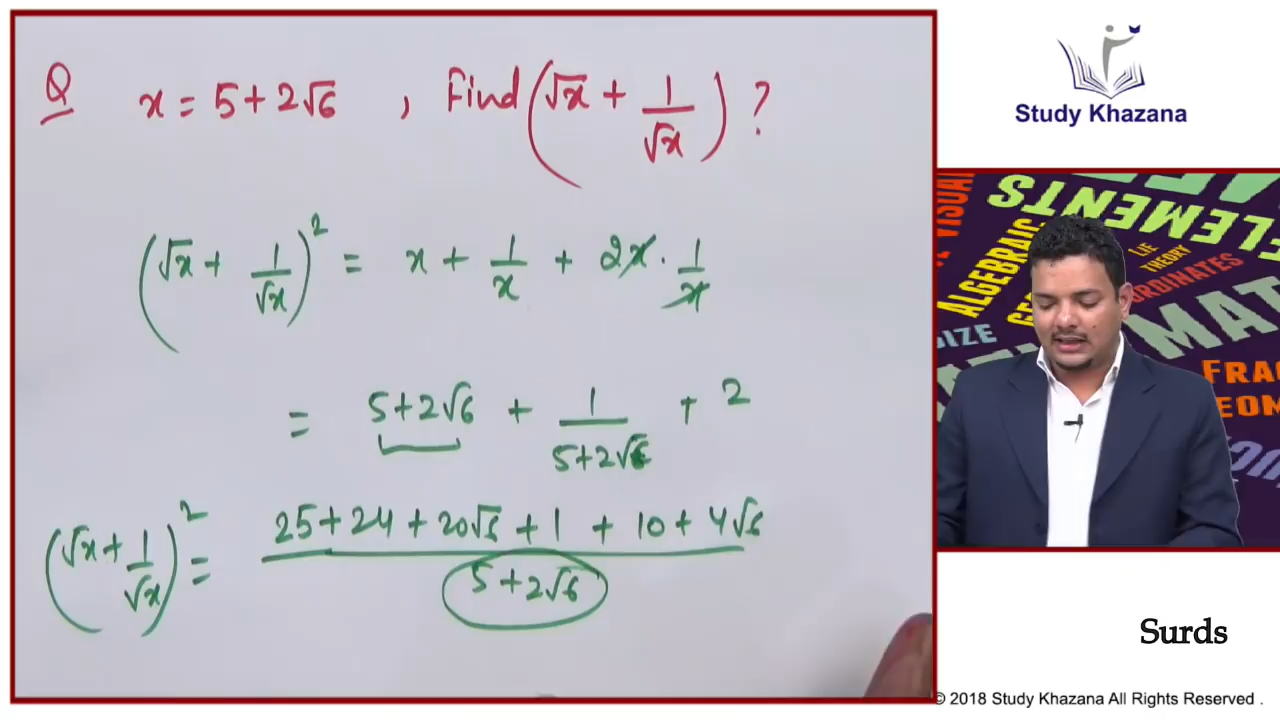 Q x = 5+2√6 , Find (√x + 1/√x) ?
(√x + 1/√x)² = x + 1/x + 2x · 1/x
= 5+2√6 + 1/(5+2√6) + 2
(√x + 1/√x)² = (25+24+20√6+1+10+4√6)/(5+2√6)
Study Khazana
VISUAL
ALGEBRAIC
ELEMENTS
LIE
THEORY
ORDINATES
SIZE
MAT
FRAC
GEOM
Surds
© 2018 Study Khazana All Rights Reserved .